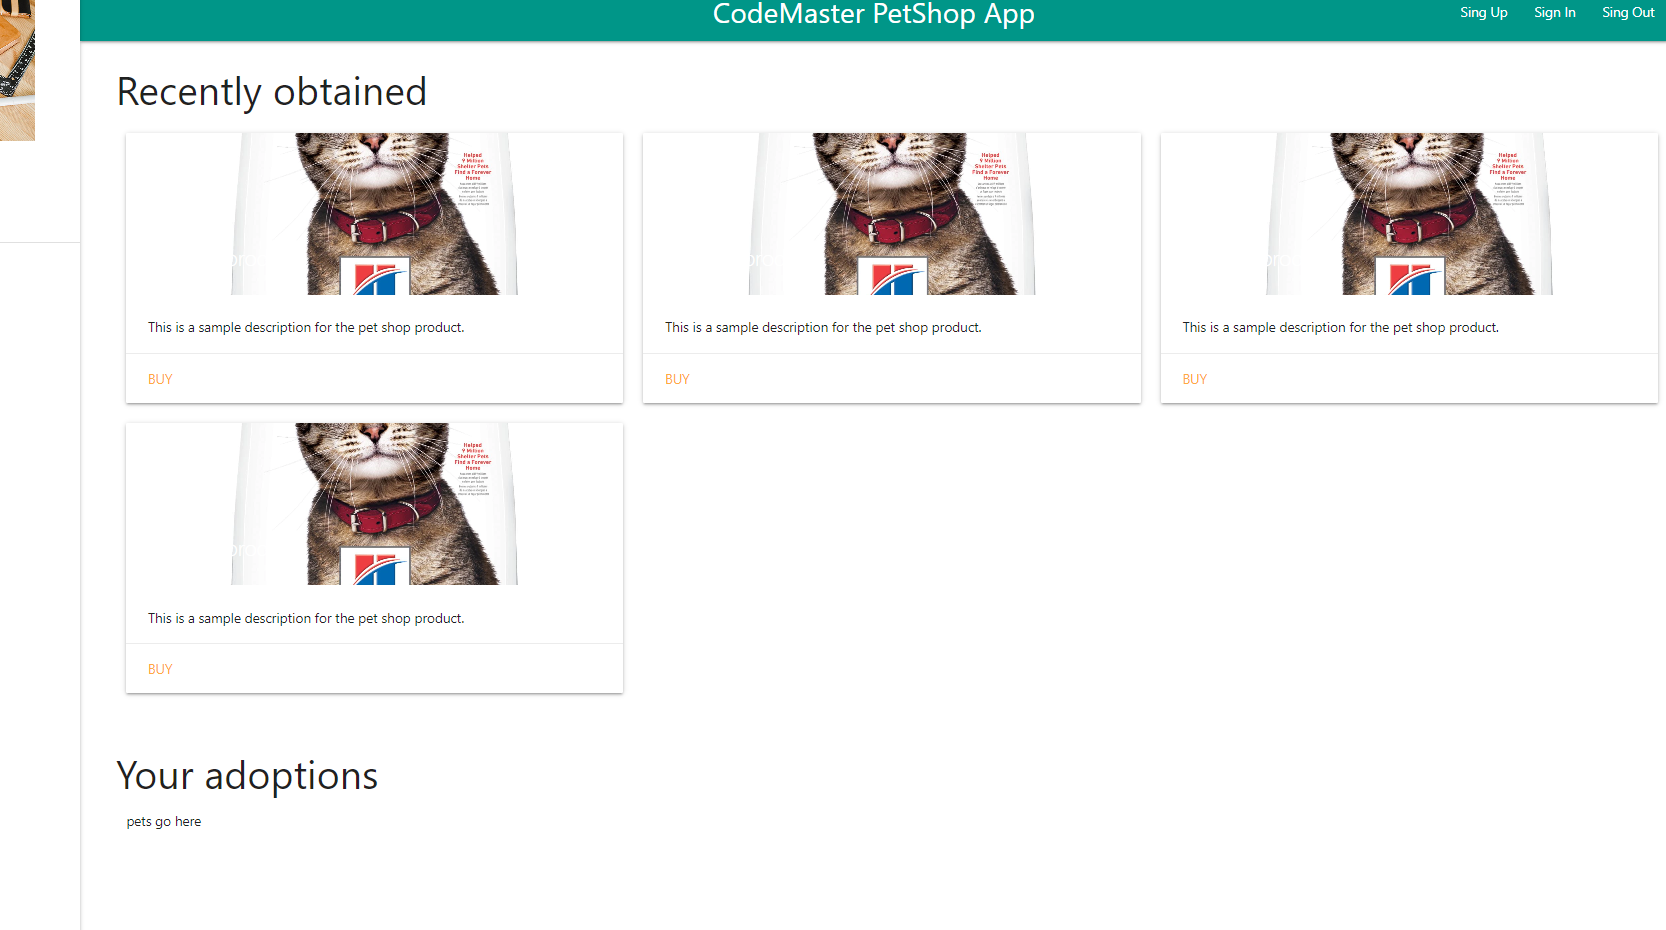 CodeMaster PetShop App
Sing Up
Sign In
Sing Out
Recently obtained
Helped
9 Million
Shelter Pets
Find a Forever
Home
This is a sample description for the pet shop product.
BUY
Helped
9 Million
Shelter Pets
Find a Forever
Home
This is a sample description for the pet shop product.
BUY
Helped
9 Million
Shelter Pets
Find a Forever
Home
This is a sample description for the pet shop product.
BUY
Helped
9 Million
Shelter Pets
Find a Forever
Home
This is a sample description for the pet shop product.
BUY
Your adoptions
pets go here